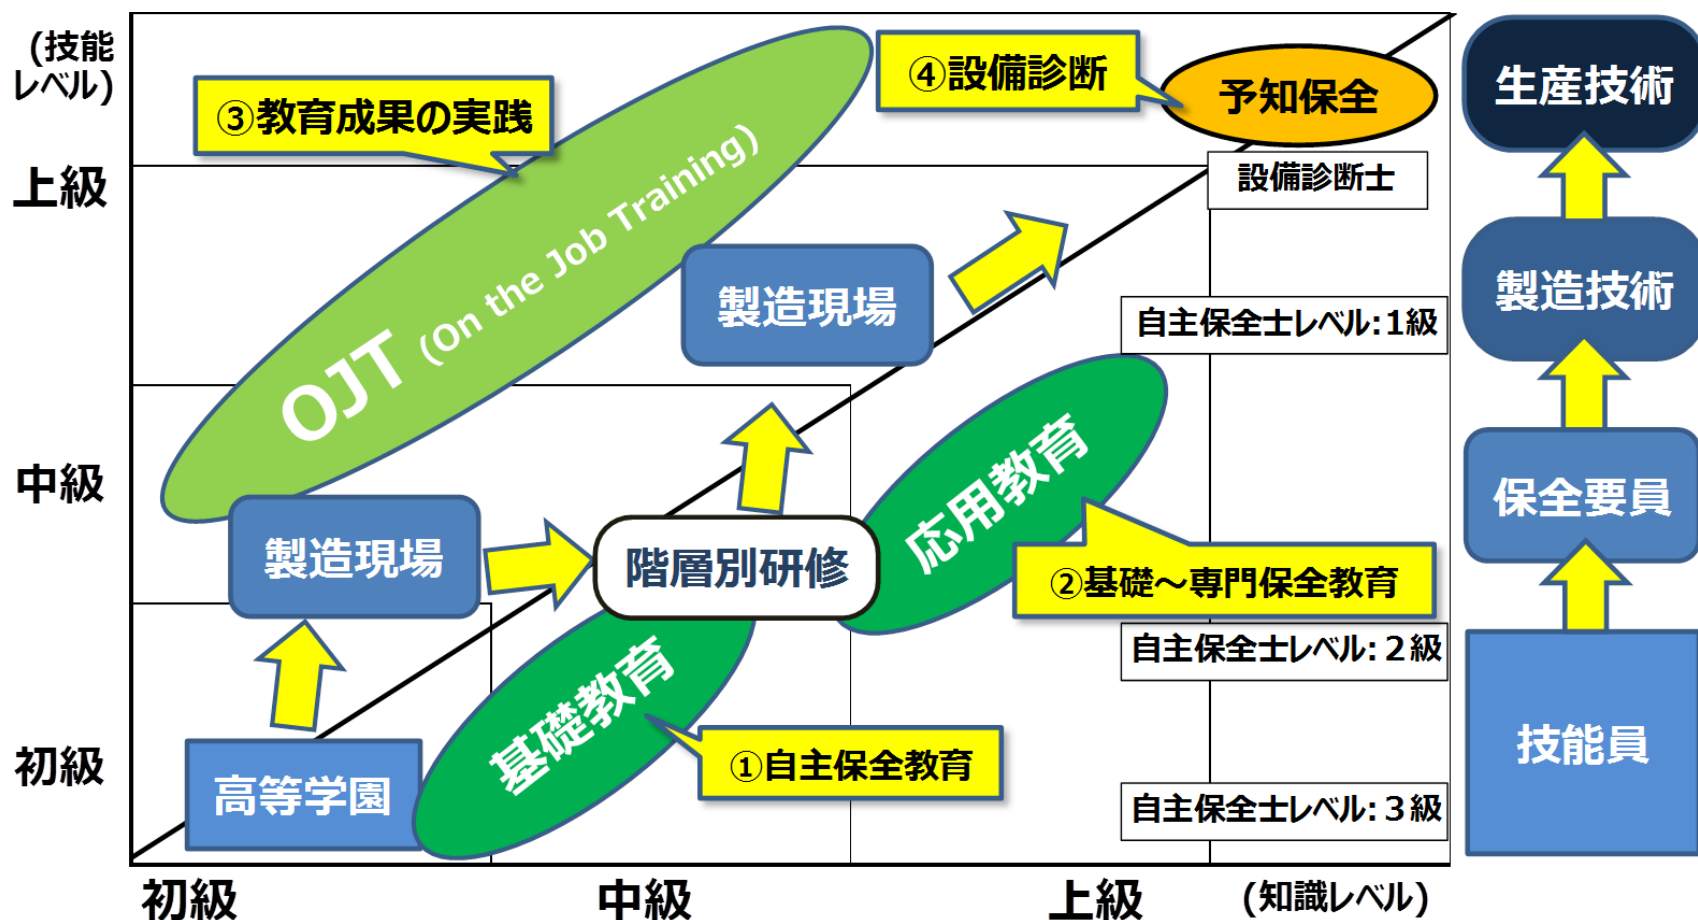 (技能
レベル)
上級
中級
初級
③教育成果の実践
OJT (On the Job Training)
④設備診断
予知保全
設備診断士
製造現場
自主保全士レベル:1級
応用教育
製造現場
階層別研修
②基礎～専門保全教育
自主保全士レベル:２級
基礎教育
①自主保全教育
高等学園
自主保全士レベル:３級
初級
中級
上級
(知識レベル)
生産技術
製造技術
保全要員
技能員